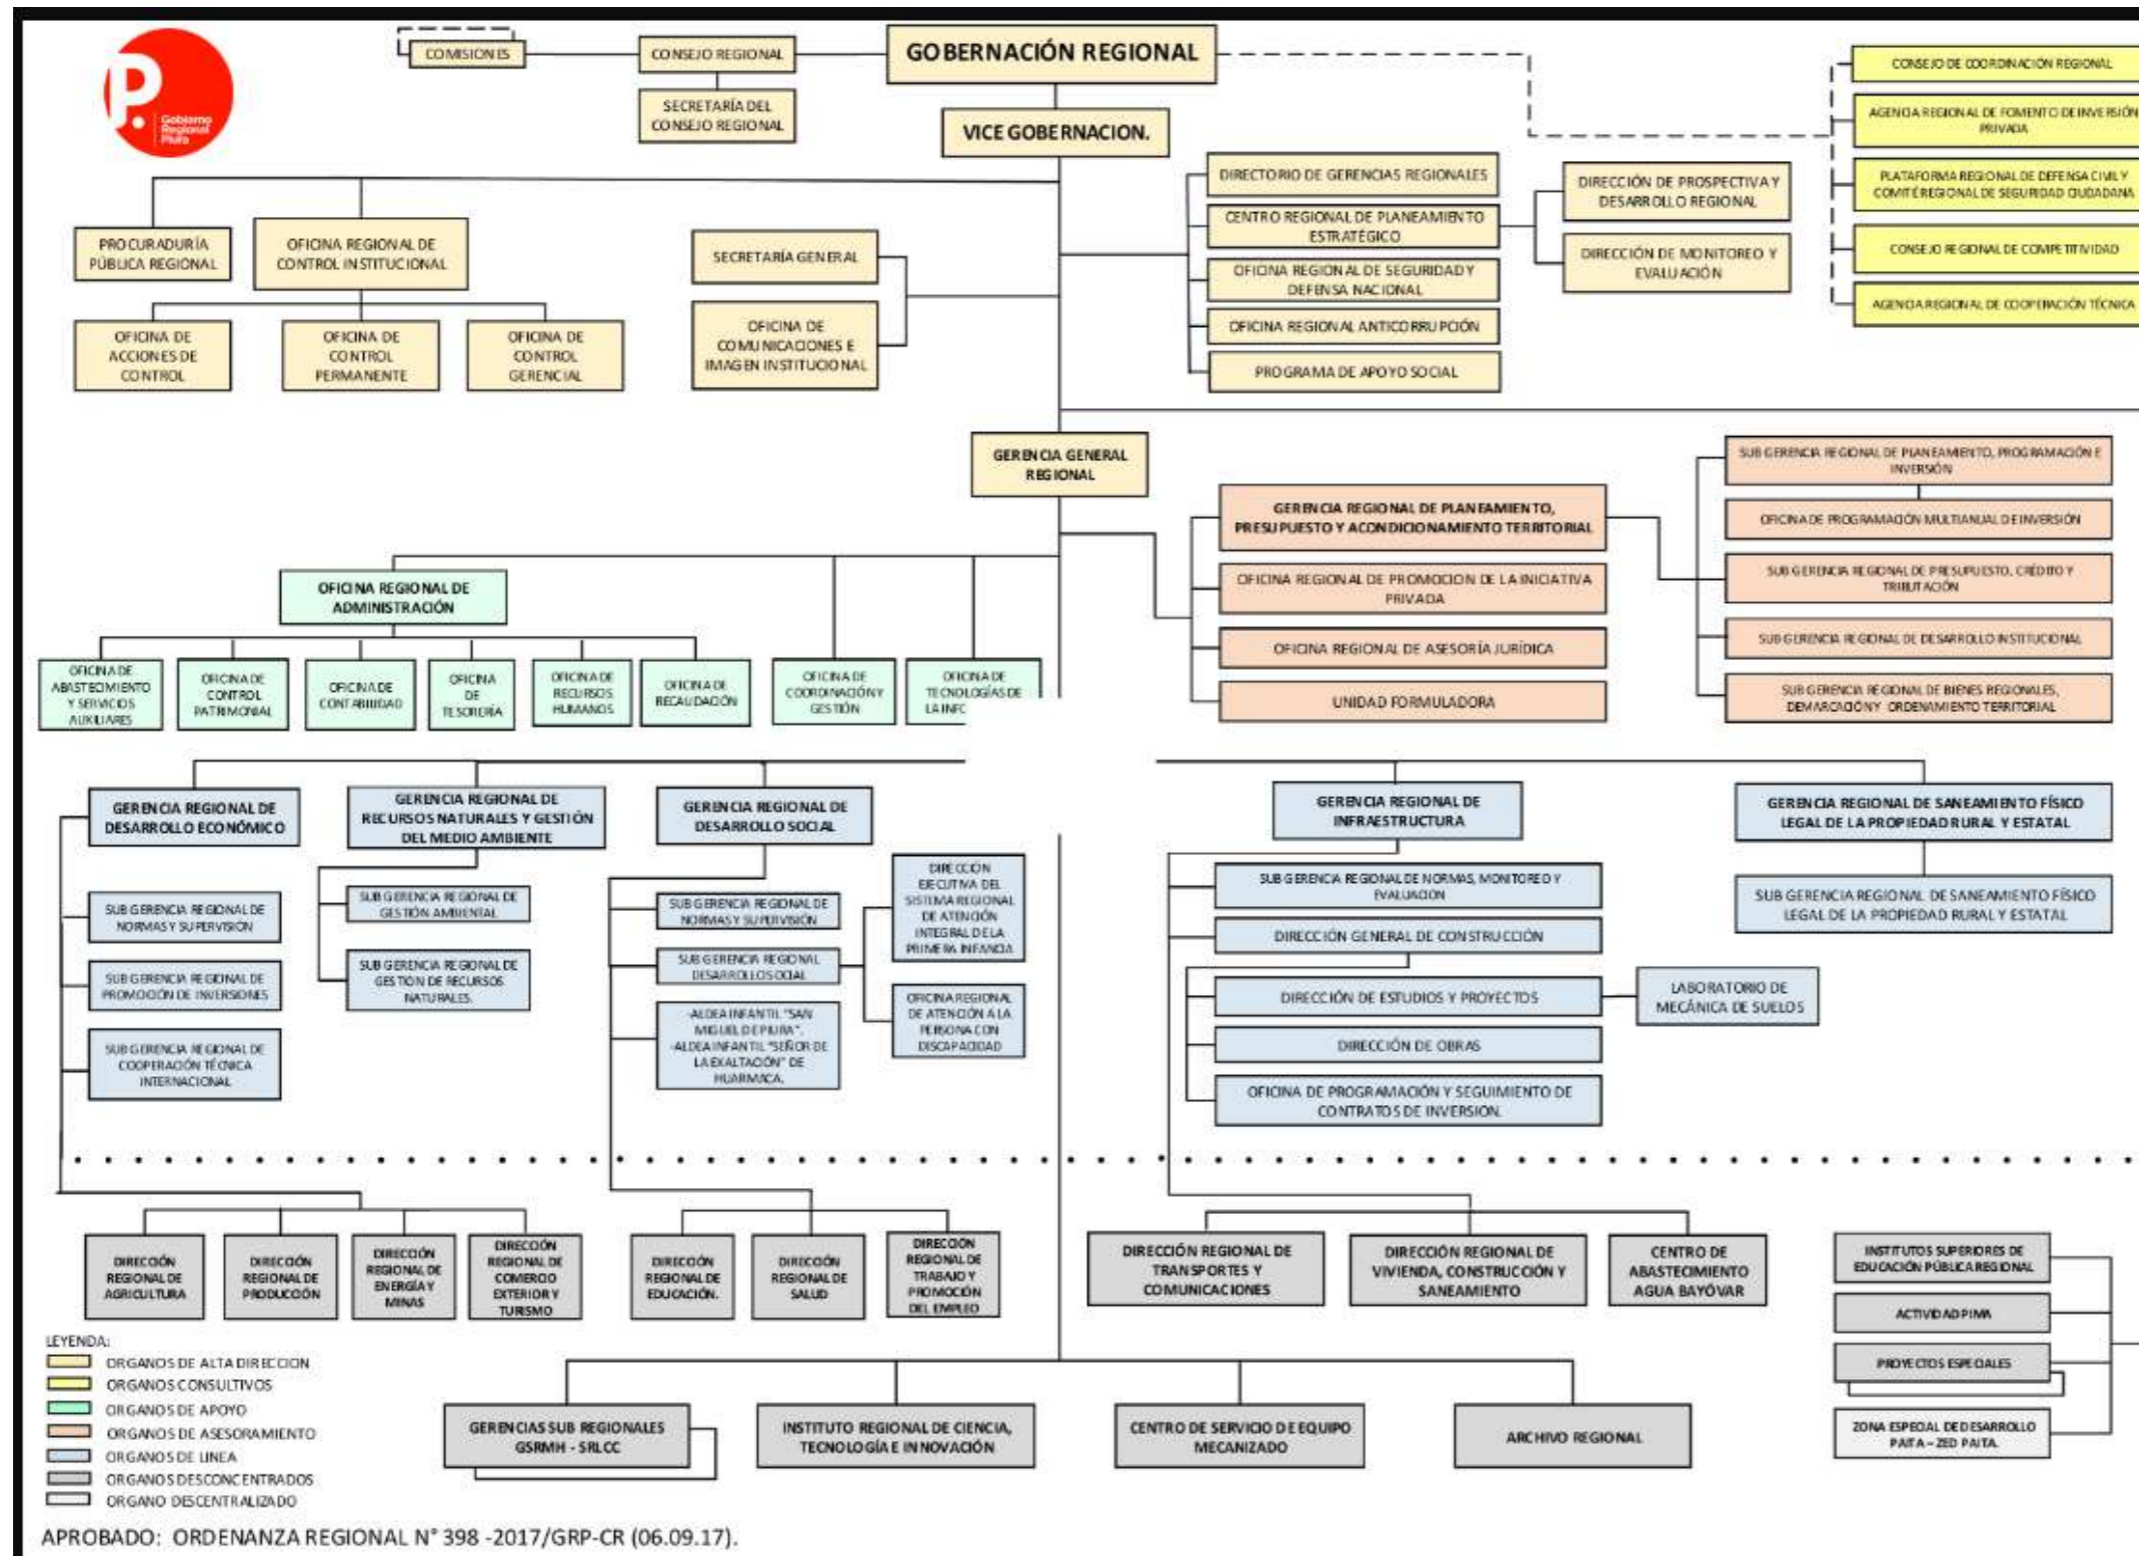 P.
Gobierno
Regional
Piura
COMISIONES
CONSEJO REGIONAL
GOBERNACIÓN REGIONAL
SECRETARÍA DEL
CONSEJO REGIONAL
VICE GOBERNACION.
CONSEJO DE COORDINACIÓN REGIONAL
AGENCIA REGIONAL DE FOMENTO DE INVERSIÓN
PRIVADA
PLATAFORMA REGIONAL DE DEFENSA CIVIL Y
COMITÉ REGIONAL DE SEGURIDAD CIUDADANA
CONSEJO REGIONAL DE COMPETITIVIDAD
AGENCIA REGIONAL DE COOPERACIÓN TÉCNICA
DIRECTORIO DE GERENCIAS REGIONALES
CENTRO REGIONAL DE PLANEAMIENTO
ESTRATÉGICO
OFICINA REGIONAL DE SEGURIDAD Y
DEFENSA NACIONAL
OFICINA REGIONAL ANTICORRUPCIÓN
PROGRAMA DE APOYO SOCIAL
DIRECCIÓN DE PROSPECTIVA Y
DESARROLLO REGIONAL
DIRECCIÓN DE MONITOREO Y
EVALUACIÓN
PROCURADURÍA
PÚBLICA REGIONAL
OFICINA REGIONAL DE
CONTROL INSTITUCIONAL
OFICINA DE
ACCIONES DE
CONTROL
OFICINA DE
CONTROL
PERMANENTE
OFICINA DE
CONTROL
GERENCIAL
SECRETARÍA GENERAL
OFICINA DE
COMUNICACIONES E
IMAGEN INSTITUCIONAL
GERENCIA GENERAL
REGIONAL
GERENCIA REGIONAL DE PLANEAMIENTO,
PRESUPUESTO Y ACONDICIONAMIENTO TERRITORIAL
OFICINA REGIONAL DE PROMOCION DE LA INICIATIVA
PRIVADA
OFICINA REGIONAL DE ASESORÍA JURÍDICA
UNIDAD FORMULADORA
SUB GERENCIA REGIONAL DE PLANEAMIENTO, PROGRAMACIÓN E
INVERSIÓN
OFICINA DE PROGRAMACIÓN MULTIANUAL DE INVERSIÓN
SUB GERENCIA REGIONAL DE PRESUPUESTO, CRÉDITO Y
TRIBUTACIÓN
SUB GERENCIA REGIONAL DE DESARROLLO INSTITUCIONAL
SUB GERENCIA REGIONAL DE BIENES REGIONALES,
DEMARCACIÓN Y ORDENAMIENTO TERRITORIAL
OFICINA REGIONAL DE
ADMINISTRACIÓN
OFICINA DE
ABASTECIMIENTO
Y SERVICIOS
AUXILIARES
OFICINA DE
CONTROL
PATRIMONIAL
OFICINA DE
CONTABILIDAD
OFICINA
DE
TESORERÍA
OFICINA DE
RECURSOS
HUMANOS
OFICINA DE
RECAUDACIÓN
OFICINA DE
COORDINACIÓN Y
GESTIÓN
OFICINA DE
TECNOLOGÍAS DE
LA INFO
GERENCIA REGIONAL DE
DESARROLLO ECONÓMICO
SUB GERENCIA REGIONAL DE
NORMAS Y SUPERVISIÓN
SUB GERENCIA REGIONAL DE
PROMOCIÓN DE INVERSIONES
SUB GERENCIA REGIONAL DE
COOPERACIÓN TÉCNICA
INTERNACIONAL
GERENCIA REGIONAL DE
RECURSOS NATURALES Y GESTIÓN
DEL MEDIO AMBIENTE
SUB GERENCIA REGIONAL DE
GESTIÓN AMBIENTAL
SUB GERENCIA REGIONAL DE
GESTION DE RECURSOS
NATURALES.
GERENCIA REGIONAL DE
DESARROLLO SOCIAL
SUB GERENCIA REGIONAL DE
NORMAS Y SUPERVISIÓN
SUB GERENCIA REGIONAL
DESARROLLO SOCIAL
-ALDEA INFANTIL "SAN
MIGUEL DE PIURA".
-ALDEA INFANTIL "SEÑOR DE
LA EXALTACIÓN" DE
HUARMACA.
DIRECCIÓN
EJECUTIVA DEL
SISTEMA REGIONAL
DE ATENCIÓN
INTEGRAL DE LA
PRIMERA INFANCIA
OFICINA REGIONAL
DE ATENCIÓN A LA
PERSONA CON
DISCAPACIDAD
GERENCIA REGIONAL DE
INFRAESTRUCTURA
SUB GERENCIA REGIONAL DE NORMAS, MONITOREO Y
EVALUACION
DIRECCIÓN GENERAL DE CONSTRUCCIÓN
DIRECCIÓN DE ESTUDIOS Y PROYECTOS
DIRECCIÓN DE OBRAS
OFICINA DE PROGRAMACIÓN Y SEGUIMIENTO DE
CONTRATOS DE INVERSION.
LABORATORIO DE
MECÁNICA DE SUELOS
GERENCIA REGIONAL DE SANEAMIENTO FÍSICO
LEGAL DE LA PROPIEDAD RURAL Y ESTATAL
SUB GERENCIA REGIONAL DE SANEAMIENTO FÍSICO
LEGAL DE LA PROPIEDAD RURAL Y ESTATAL
DIRECCIÓN
REGIONAL DE
AGRICULTURA
DIRECCIÓN
REGIONAL DE
PRODUCCIÓN
DIRECCIÓN
REGIONAL DE
ENERGÍA Y
MINAS
DIRECCIÓN
REGIONAL DE
COMERCIO
EXTERIOR Y
TURISMO
DIRECCIÓN
REGIONAL DE
EDUCACIÓN.
DIRECCIÓN
REGIONAL DE
SALUD
DIRECCIÓN
REGIONAL DE
TRABAJO Y
PROMOCIÓN
DEL EMPLEO
DIRECCIÓN REGIONAL DE
TRANSPORTES Y
COMUNICACIONES
DIRECCIÓN REGIONAL DE
VIVIENDA, CONSTRUCCIÓN Y
SANEAMIENTO
CENTRO DE
ABASTECIMIENTO
AGUA BAYÓVAR
INSTITUTOS SUPERIORES DE
EDUCACIÓN PÚBLICA REGIONAL
ACTIVIDAD PIMA
PROYECTOS ESPECIALES
ZONA ESPECIAL DE DESARROLLO
PAITA – ZED PAITA.
GERENCIAS SUB REGIONALES
GSRMH - SRLCC
INSTITUTO REGIONAL DE CIENCIA,
TECNOLOGÍA E INNOVACIÓN
CENTRO DE SERVICIO DE EQUIPO
MECANIZADO
ARCHIVO REGIONAL
LEYENDA:
ORGANOS DE ALTA DIRECCION
ORGANOS CONSULTIVOS
ORGANOS DE APOYO
ORGANOS DE ASESORAMIENTO
ORGANOS DE LINEA
ORGANOS DESCONCENTRADOS
ORGANO DESCENTRALIZADO
APROBADO: ORDENANZA REGIONAL N° 398 -2017/GRP-CR (06.09.17).